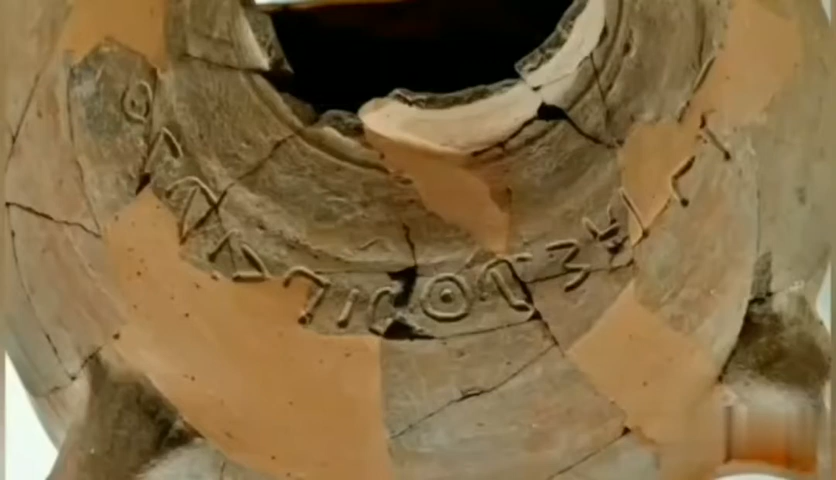 𐤀𐤔𐤁𐤏𐤋 | 𐤁𐤍 | 𐤁𐤃𐤏